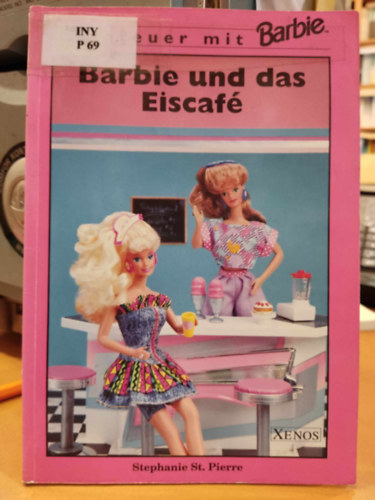 INY
P 69
euer mit Barbie
Barbie und das
Eiscafé
XENOS
Stephanie St. Pierre